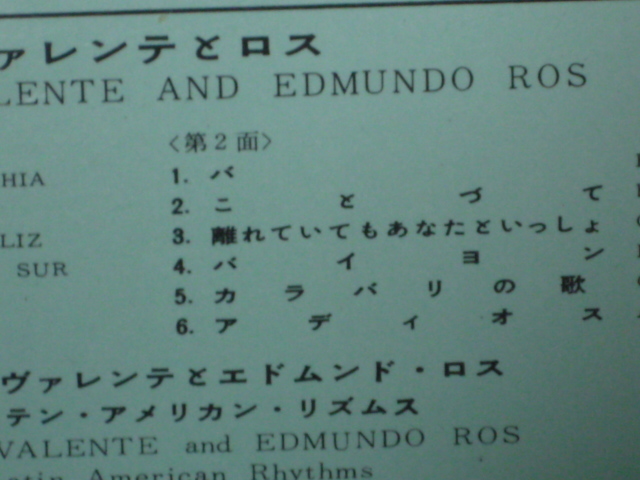 ァレンテとロス
LENTE AND EDMUNDO ROS
〈第2面〉
HIA
1. バ
2. こ と づ て
LIZ
3. 離れていてもあなたといっしょ
SUR
4. バ イ ヨ ン
5. カ ラ バ リ の 歌
6. ア デ ィ オ ス
ヴァレンテとエドムンド・ロス
テン・アメリカン・リズムス
VALENTE and EDMUNDO ROS
atin American Rhythms